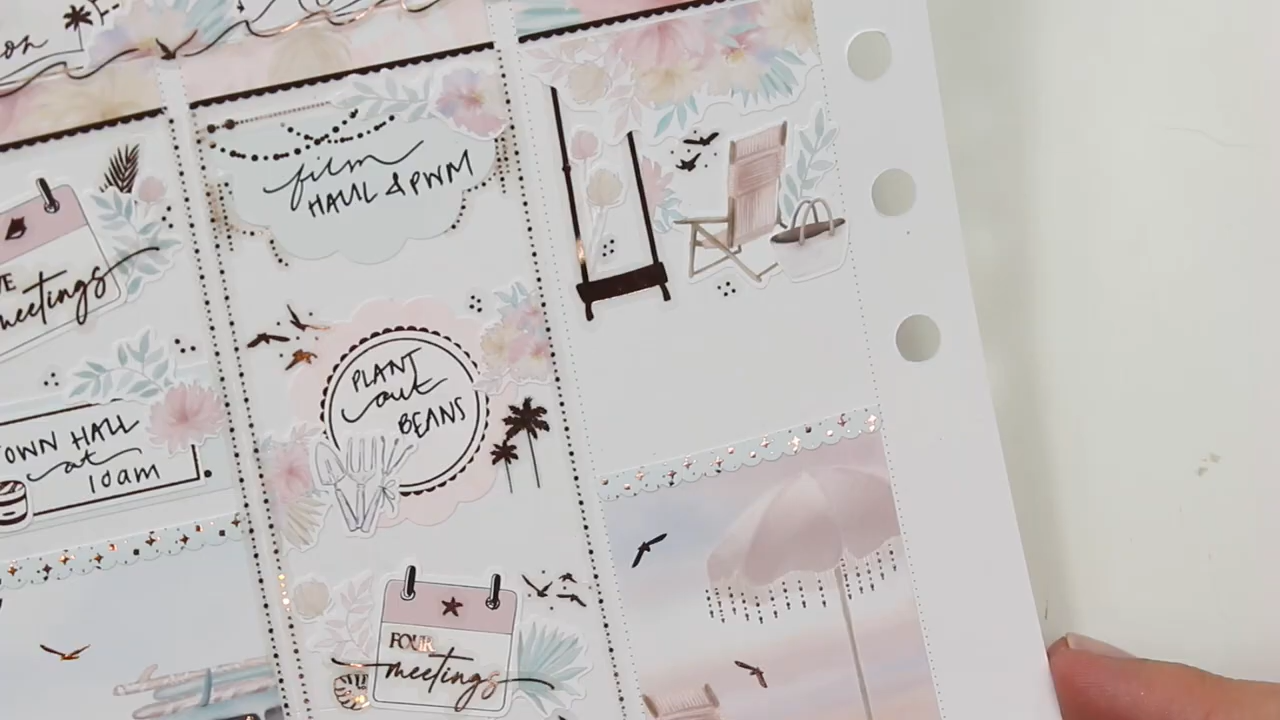 meetings
OWN HALL
at
10am
film
HAUL & PWM
PLANT
out
BEANS
FOUR
meetings